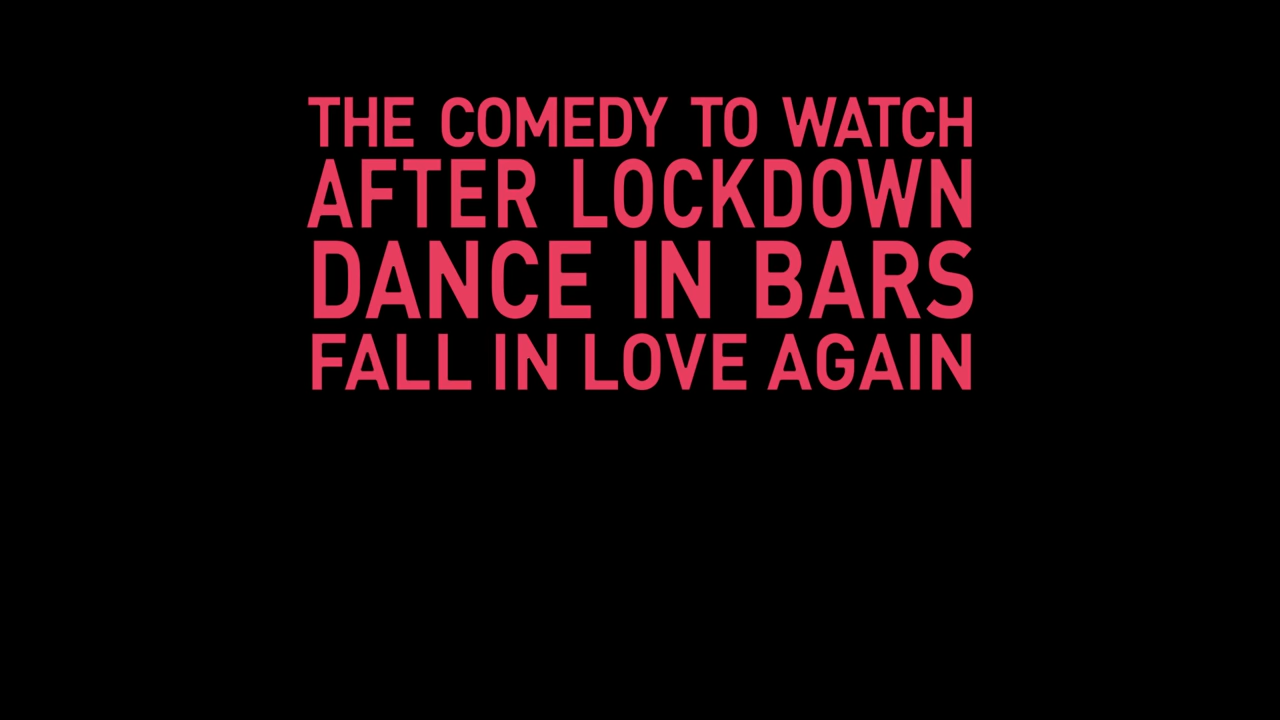 THE COMEDY TO WATCH
AFTER LOCKDOWN
DANCE IN BARS
FALL IN LOVE AGAIN